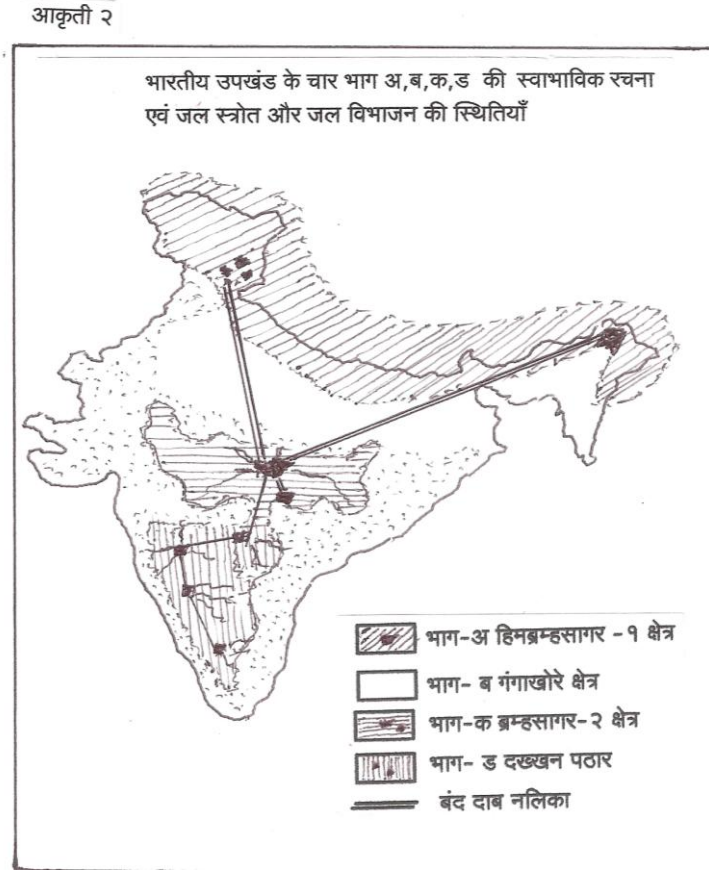 आकृती २
भारतीय उपखंड के चार भाग अ,ब,क,ड की स्वाभाविक रचना
एवं जल स्त्रोत और जल विभाजन की स्थितियाँ
भाग-अ हिमब्रम्हसागर -१ क्षेत्र
भाग- ब गंगाखोरे क्षेत्र
भाग-क ब्रम्हसागर-२ क्षेत्र
भाग- ड दख्खन पठार
बंद दाब नलिका